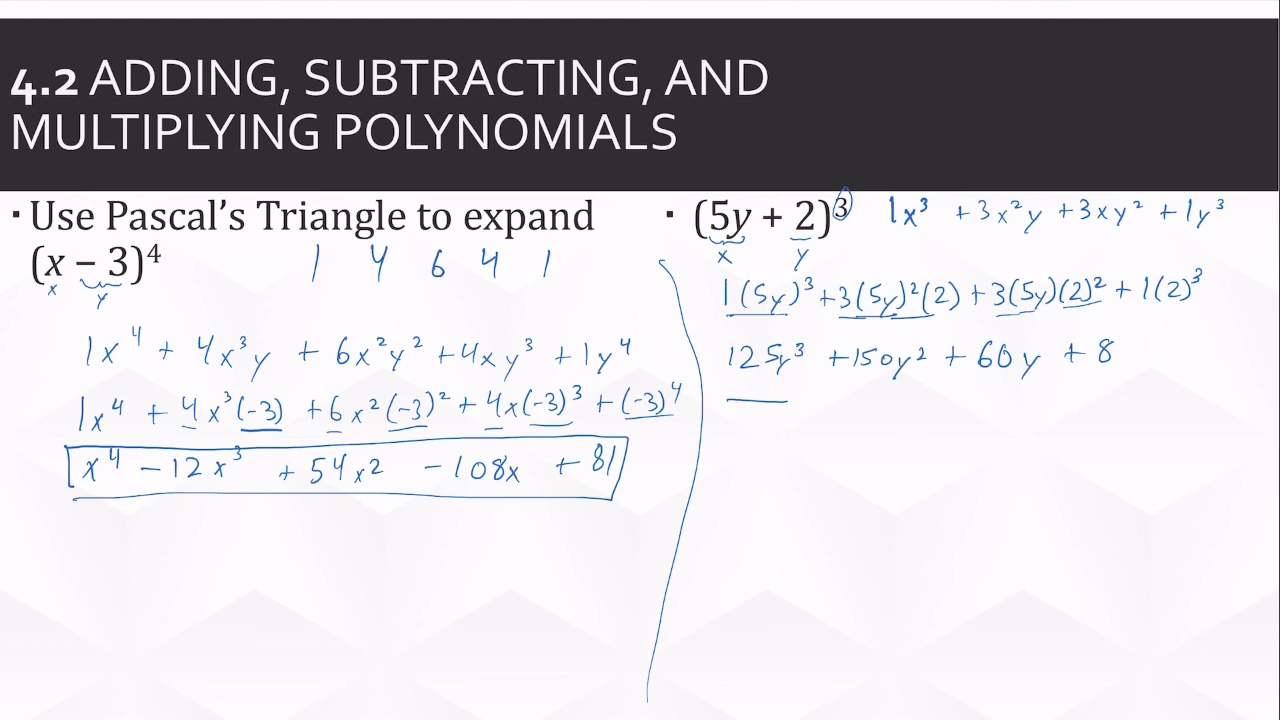 4.2 ADDING, SUBTRACTING, AND
MULTIPLYING POLYNOMIALS
▪ Use Pascal's Triangle to expand
(x − 3)⁴
x y
1 4 6 4 1
1x⁴ + 4x³y + 6x²y² + 4xy³ + 1y⁴
1x⁴ + 4x³(-3) + 6x²(-3)² + 4x(-3)³ + (-3)⁴
x⁴ − 12x³ + 54x² − 108x + 81
▪ (5y + 2)³ 1x³ + 3x²y + 3xy² + 1y³
x y
1(5y)³ + 3(5y)²(2) + 3(5y)(2)² + 1(2)³
125y³ + 150y² + 60y + 8